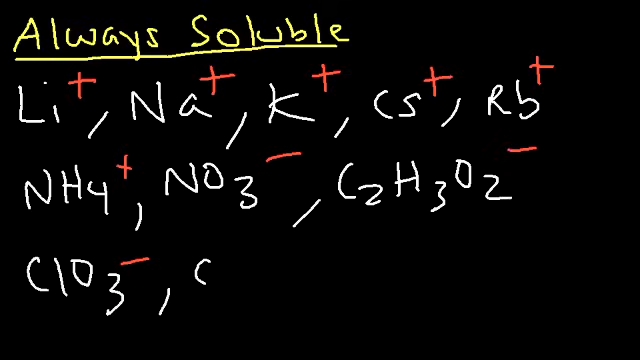 Always Soluble
Li⁺, Na⁺, K⁺, Cs⁺, Rb⁺
NH4⁺, NO₃⁻, C₂H₃O₂⁻
ClO₃⁻, C